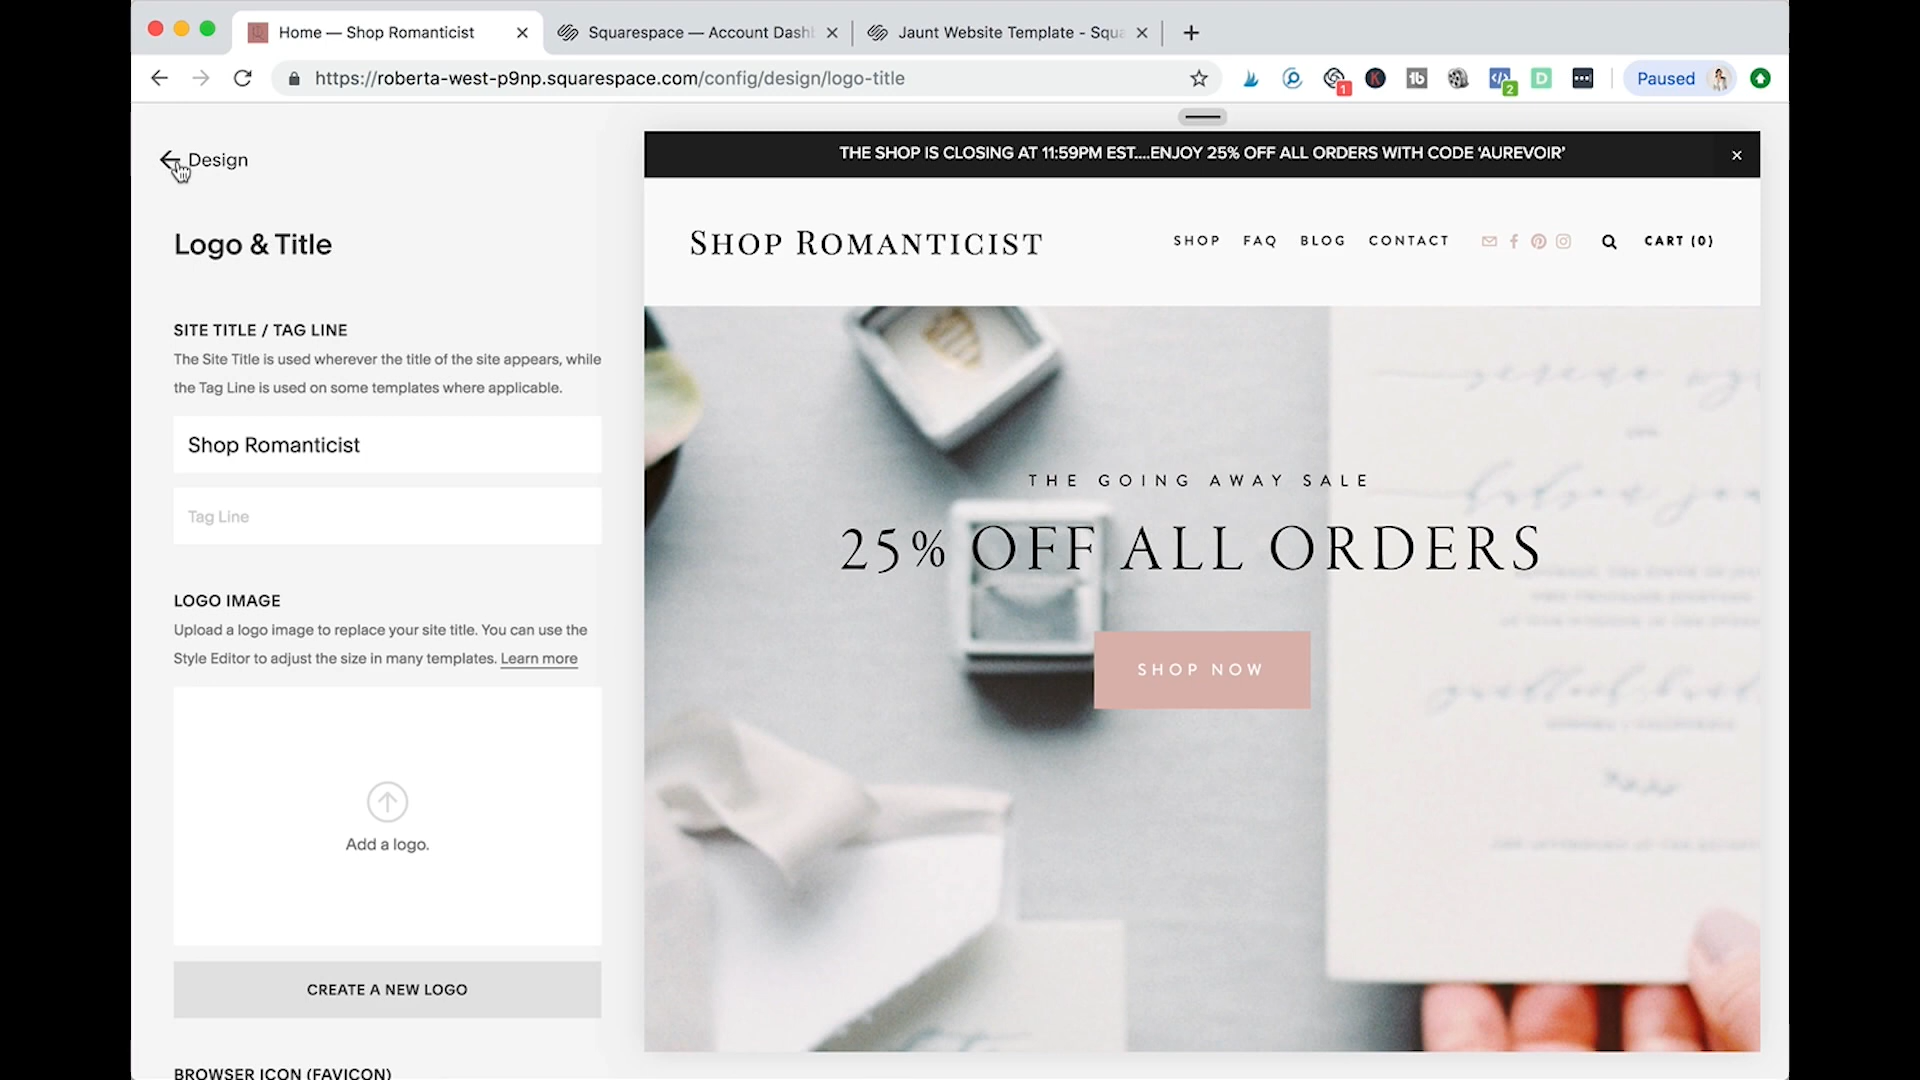 Home — Shop Romanticist
Squarespace — Account Dash
Jaunt Website Template - Squa
https://roberta-west-p9np.squarespace.com/config/design/logo-title
1
K
tb
2
D
Paused
Design
Logo & Title
SITE TITLE / TAG LINE
The Site Title is used wherever the title of the site appears, while
the Tag Line is used on some templates where applicable.
Shop Romanticist
Tag Line
LOGO IMAGE
Upload a logo image to replace your site title. You can use the
Style Editor to adjust the size in many templates. Learn more
Add a logo.
CREATE A NEW LOGO
BROWSER ICON (FAVICON)
THE SHOP IS CLOSING AT 11:59PM EST....ENJOY 25% OFF ALL ORDERS WITH CODE ‘AUREVOIR’
SHOP ROMANTICIST
SHOP FAQ BLOG CONTACT
CART (0)
THE GOING AWAY SALE
25% OFF ALL ORDERS
SHOP NOW